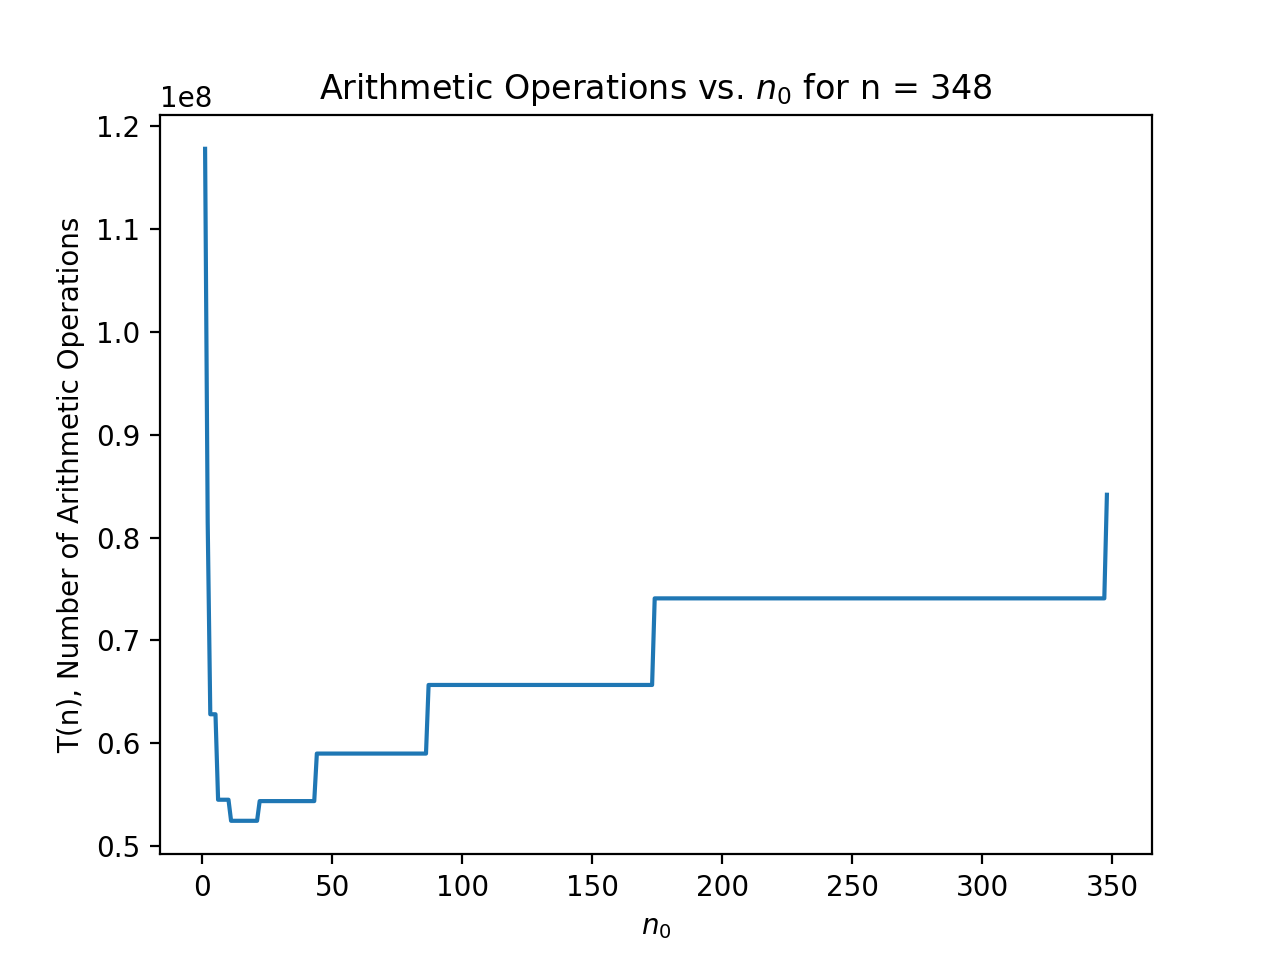 Arithmetic Operations vs. n₀ for n = 348
1e8
1.2
1.1
1.0
0.9
0.8
0.7
0.6
0.5
T(n), Number of Arithmetic Operations
0 50 100 150 200 250 300 350
n₀